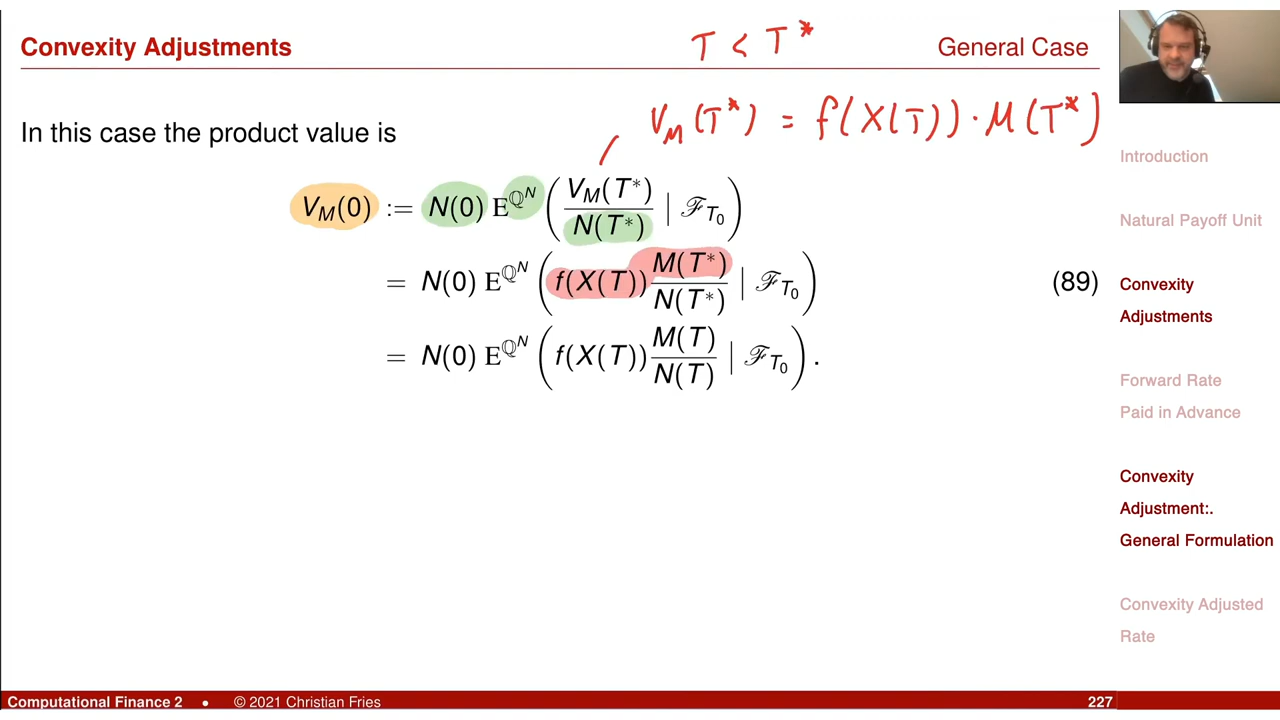 Convexity Adjustments
T < T*
General Case
V_M(T*) = f(X(T)) · M(T*)
In this case the product value is
V_M(0) := N(0) E^{ℚ^N} ( V_M(T*) / N(T*) | ℱ_{T_0} )
= N(0) E^{ℚ^N} ( f(X(T)) M(T*) / N(T*) | ℱ_{T_0} ) (89)
= N(0) E^{ℚ^N} ( f(X(T)) M(T) / N(T) | ℱ_{T_0} ) .
Introduction
Natural Payoff Unit
Convexity
Adjustments
Forward Rate
Paid in Advance
Convexity
Adjustment:.
General Formulation
Convexity Adjusted
Rate
Computational Finance 2 • © 2021 Christian Fries 227